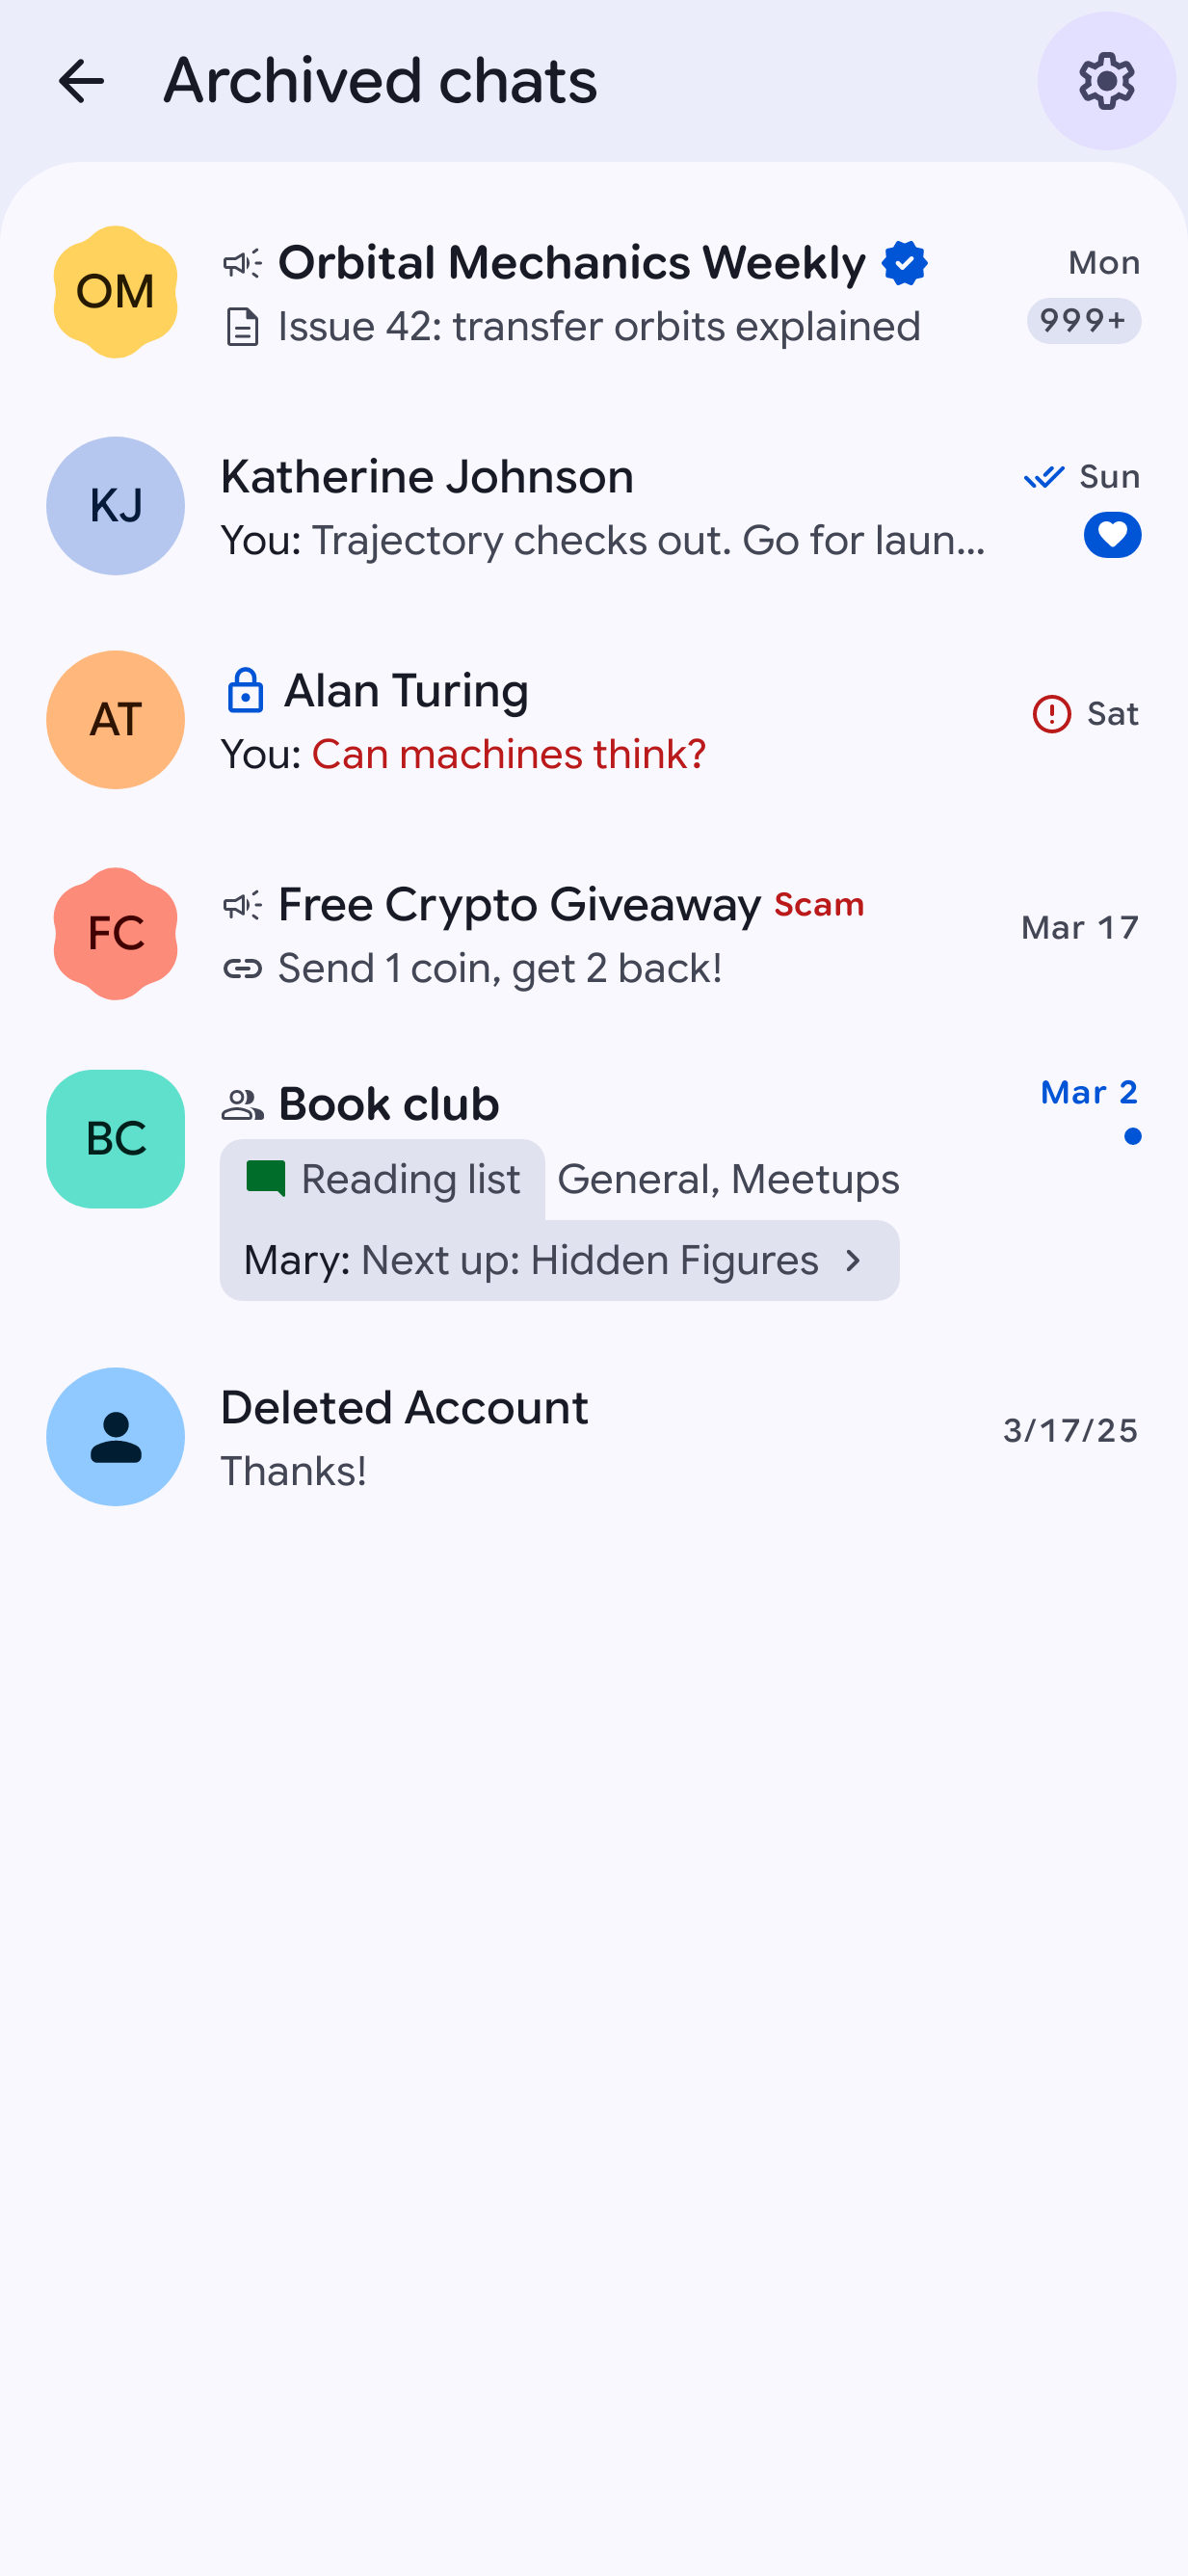 Archived chats
OM
Orbital Mechanics Weekly
Mon
Issue 42: transfer orbits explained
999+
KJ
Katherine Johnson
Sun
You: Trajectory checks out. Go for laun...
AT
Alan Turing
Sat
You: Can machines think?
FC
Free Crypto Giveaway Scam
Mar 17
Send 1 coin, get 2 back!
BC
Book club
Mar 2
Reading list General, Meetups
Mary: Next up: Hidden Figures
Deleted Account
3/17/25
Thanks!